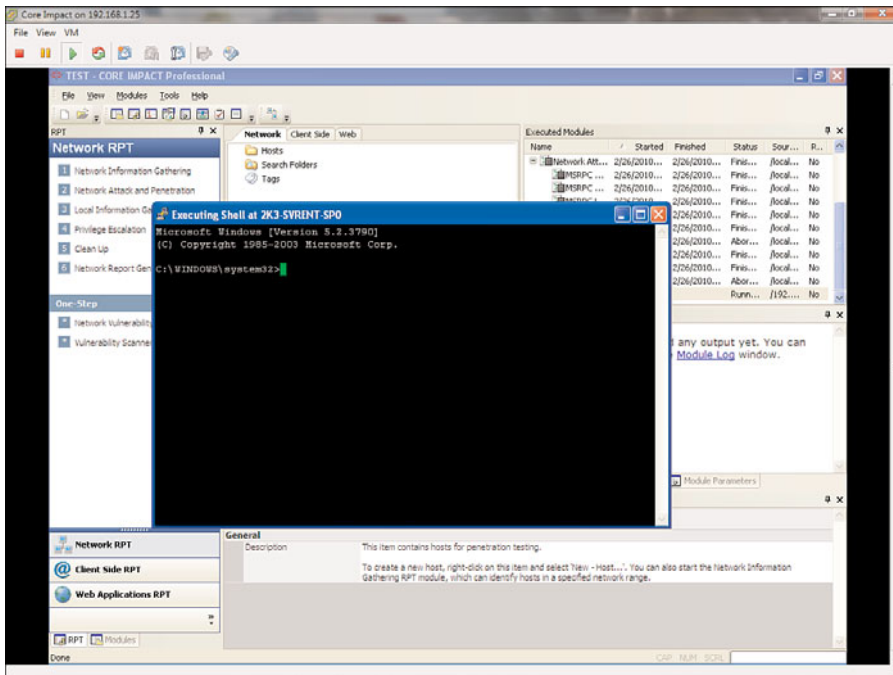 Core Impact on 192.168.1.25
File View VM
TEST - CORE IMPACT Professional
File View Modules Tools Help
RPT
Network RPT
1 Network Information Gathering
2 Network Attack and Penetration
3 Local Information Ga
4 Privilege Escalation
5 Clean Up
6 Network Report Gen
One-Step
Network Vulnerability
Vulnerability Scanne
Network RPT
Client Side RPT
Web Applications RPT
RPT Modules
Network Client Side Web
Hosts
Search Folders
Tags
Executed Modules
Name Started Finished Status Sour... R...
Network Att... 2/26/2010... 2/26/2010... Finis... /local... No
MSRPC ... 2/26/2010... 2/26/2010... Finis... /local... No
MSRPC ... 2/26/2010... 2/26/2010... Finis... /local... No
2/26/2010... Finis... /local... No
2/26/2010... Finis... /local... No
2/26/2010... Finis... /local... No
2/26/2010... Abor... /local... No
2/26/2010... Finis... /local... No
2/26/2010... Finis... /local... No
2/26/2010... Abor... /local... No
Runn... /192.... No
Executing Shell at 2K3-SVRENT-SP0
Microsoft Windows [Version 5.2.3790]
(C) Copyright 1985-2003 Microsoft Corp.
C:\WINDOWS\system32>
any output yet. You can
Module Log window.
Module Parameters
General
Description This item contains hosts for penetration testing.
To create a new host, right-click on this item and select 'New - Host...'. You can also start the Network Information
Gathering RPT module, which can identify hosts in a specified network range.
Done
CAP NUM SCRL